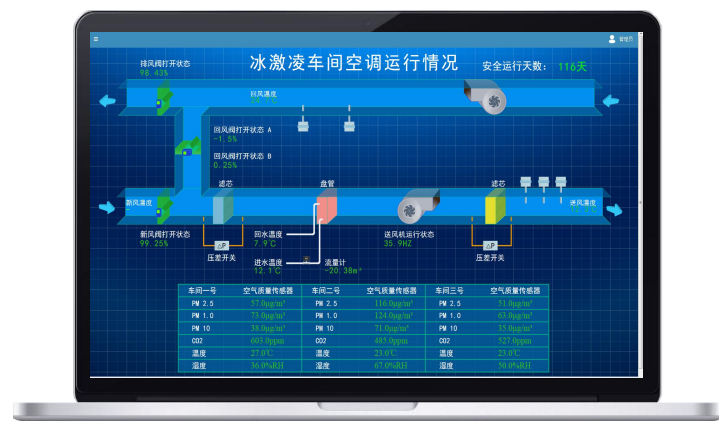 管理员
冰激凌车间空调运行情况
安全运行天数： 116天
排风阀打开状态
98.43%
回风温度
回风阀打开状态 A
-1.5%
回风阀打开状态 B
0.25%
新风温度
滤芯
盘管
滤芯
送风温度
新风阀打开状态
99.25%
△P
压差开关
回水温度
7.9℃
进水温度
12.1℃
流量计
-20.38m³
送风机运行状态
35.9HZ
△P
压差开关
车间一号 空气质量传感器 车间二号 空气质量传感器 车间三号 空气质量传感器
PM 2.5 57.0μg/m³ PM 2.5 116.0μg/m³ PM 2.5 51.0μg/m³
PM 1.0 73.0μg/m³ PM 1.0 124.0μg/m³ PM 1.0 63.0μg/m³
PM 10 38.0μg/m³ PM 10 71.0μg/m³ PM 10 35.0μg/m³
CO2 603.0ppm CO2 485.0ppm CO2 527.0ppm
温度 27.0℃ 温度 23.0℃ 温度 23.0℃
湿度 36.0%RH 湿度 67.0%RH 湿度 50.0%RH